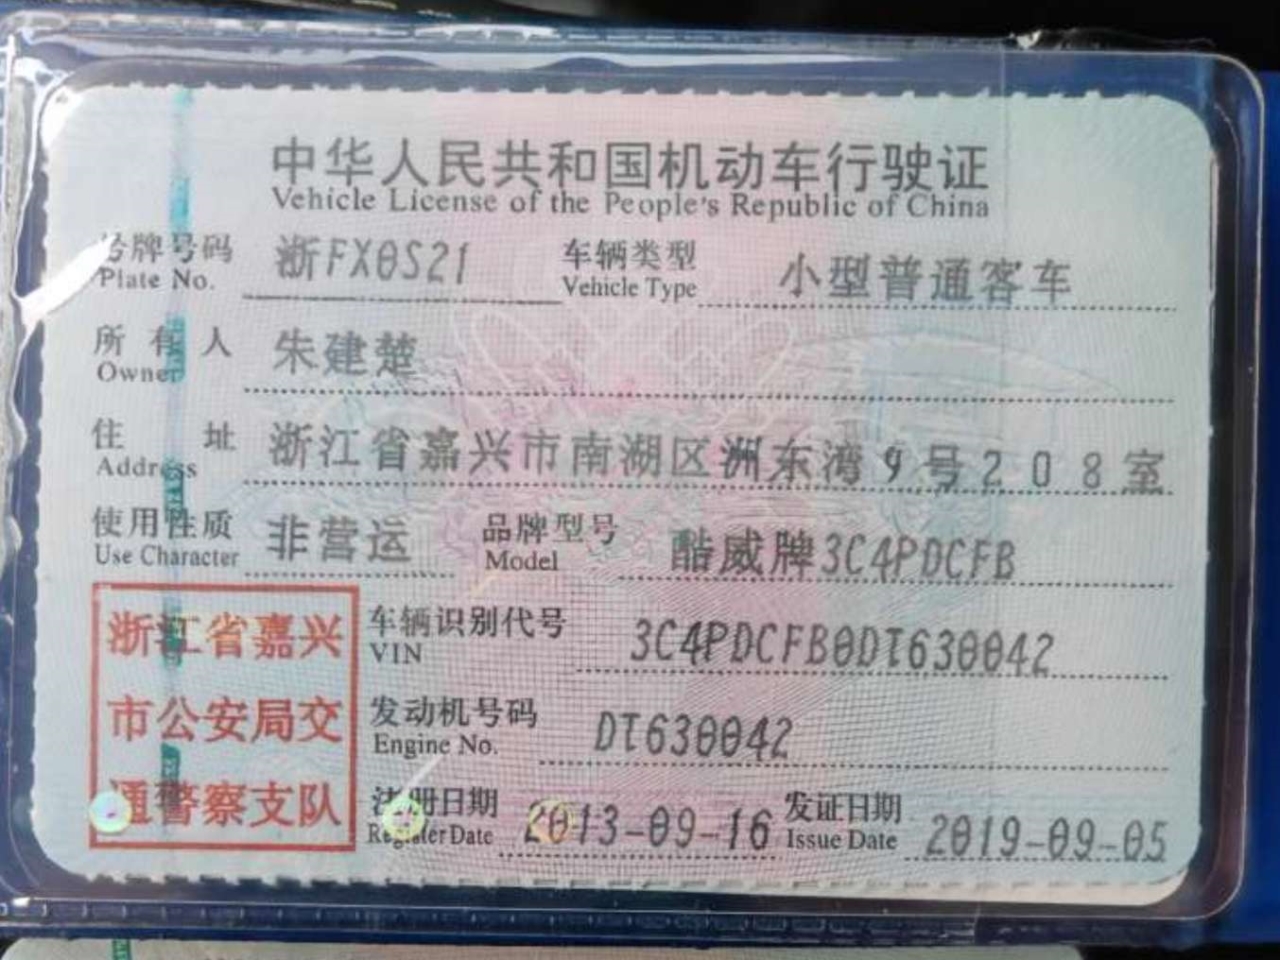 中华人民共和国机动车行驶证
Vehicle License of the People's Republic of China
号牌号码 浙FX0S21 车辆类型 小型普通客车
Plate No. Vehicle Type
所有人 朱建楚
Owner
住址 浙江省嘉兴市南湖区洲东湾9号208室
Address
使用性质 非营运 品牌型号 酷威牌3C4PDCFB
Use Character Model
浙江省嘉兴
市公安局交
通警察支队
车辆识别代号 3C4PDCFB0DT630042
VIN
发动机号码 DT630042
Engine No.
注册日期 2013-09-16 发证日期 2019-09-05
Register Date Issue Date